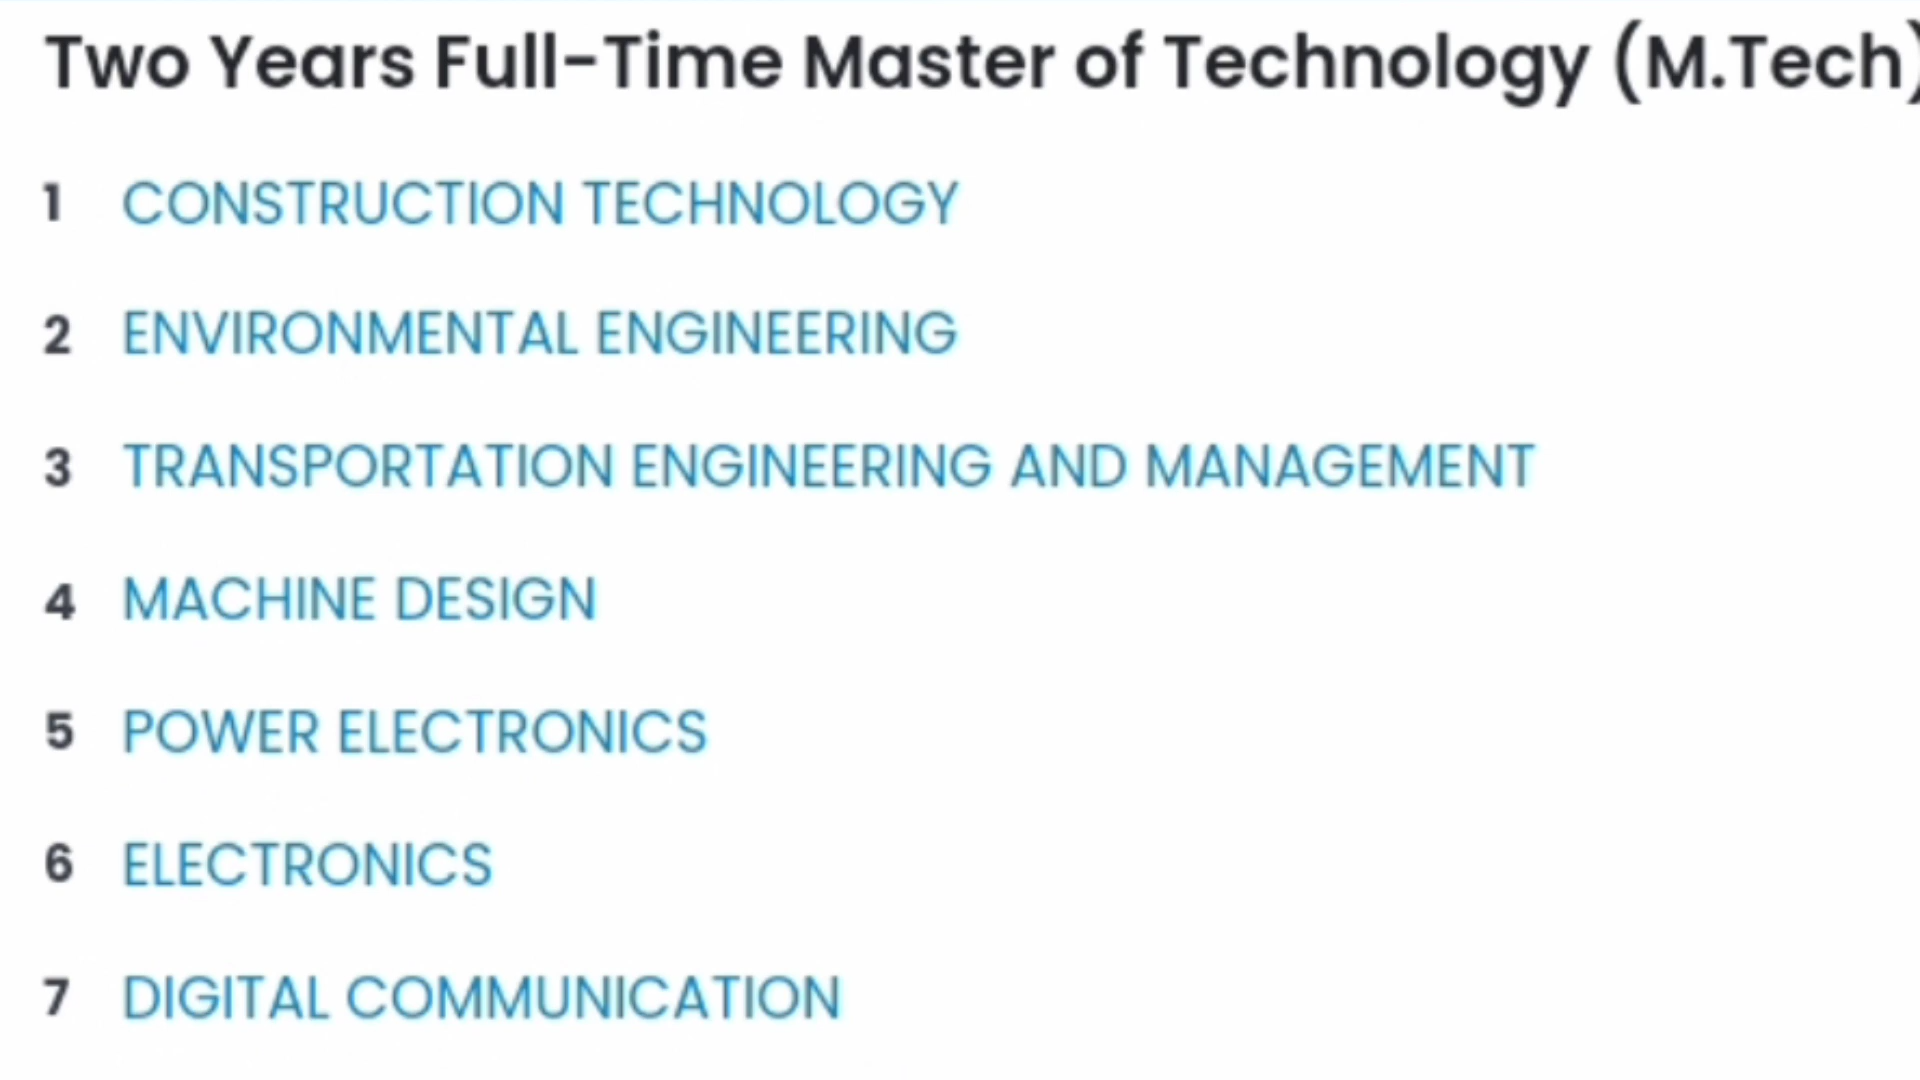 Two Years Full-Time Master of Technology (M.Tech)
1 CONSTRUCTION TECHNOLOGY
2 ENVIRONMENTAL ENGINEERING
3 TRANSPORTATION ENGINEERING AND MANAGEMENT
4 MACHINE DESIGN
5 POWER ELECTRONICS
6 ELECTRONICS
7 DIGITAL COMMUNICATION